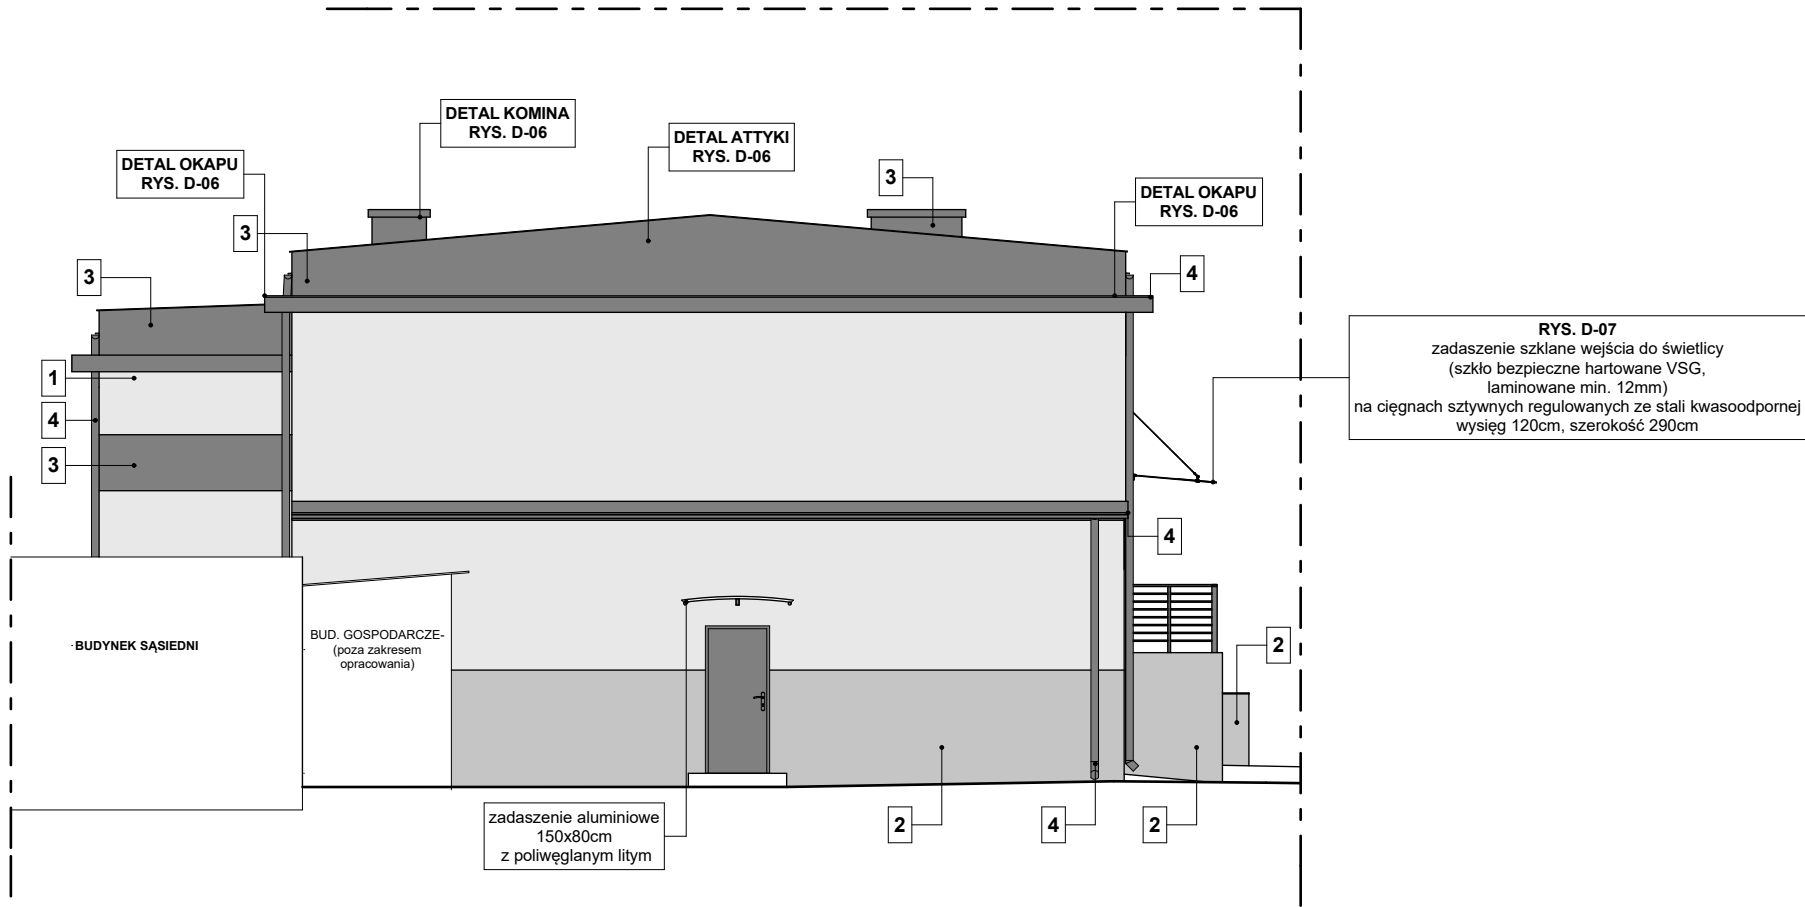 DETAL KOMINA
RYS. D-06
DETAL ATTYKI
RYS. D-06
DETAL OKAPU
RYS. D-06
3
DETAL OKAPU
RYS. D-06
3
3
4
RYS. D-07
zadaszenie szklane wejścia do świetlicy
(szkło bezpieczne hartowane VSG,
laminowane min. 12mm)
na cięgnach sztywnych regulowanych ze stali kwasoodpornej
wysięg 120cm, szerokość 290cm
1
4
3
4
BUDYNEK SĄSIEDNI
BUD. GOSPODARCZE-
(poza zakresem
opracowania)
2
zadaszenie aluminiowe
150x80cm
z poliwęglanym litym
2
4
2